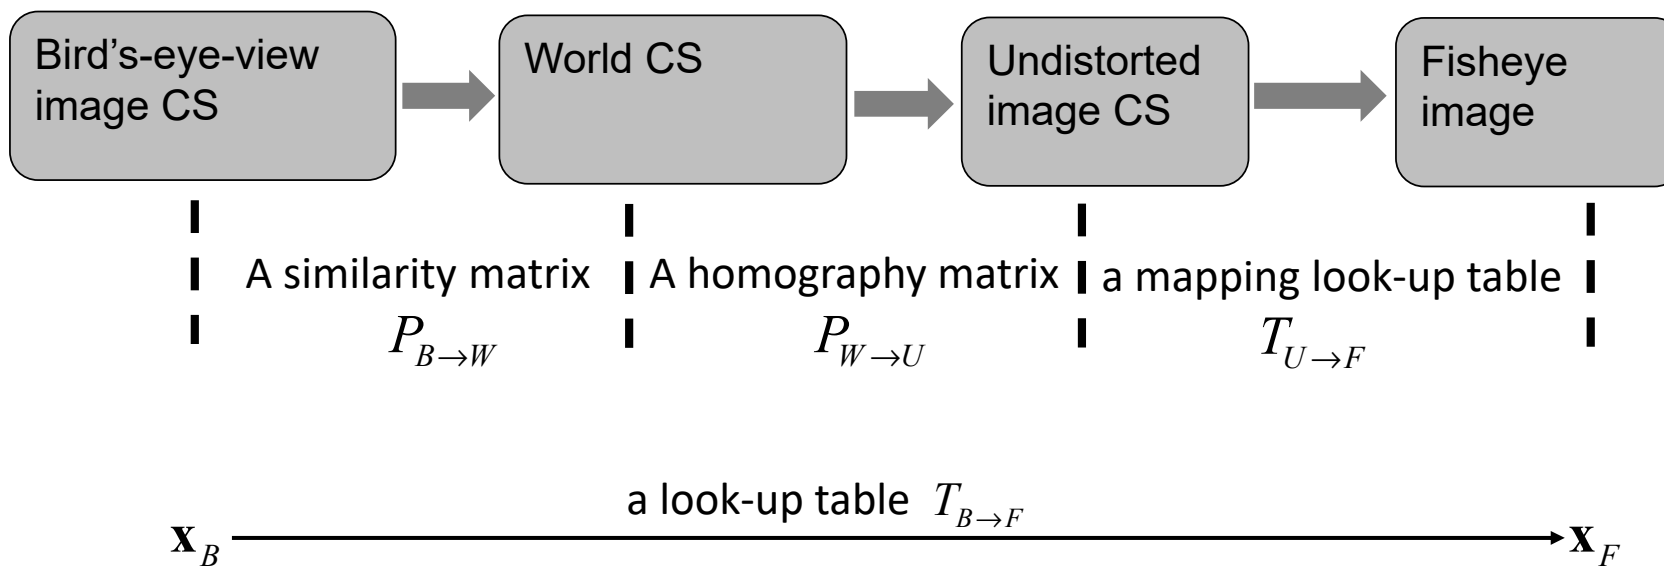 Bird's-eye-view
image CS
World CS
Undistorted
image CS
Fisheye
image
A similarity matrix
A homography matrix
a mapping look-up table
P_{B→W}
P_{W→U}
T_{U→F}
a look-up table T_{B→F}
x_B
x_F